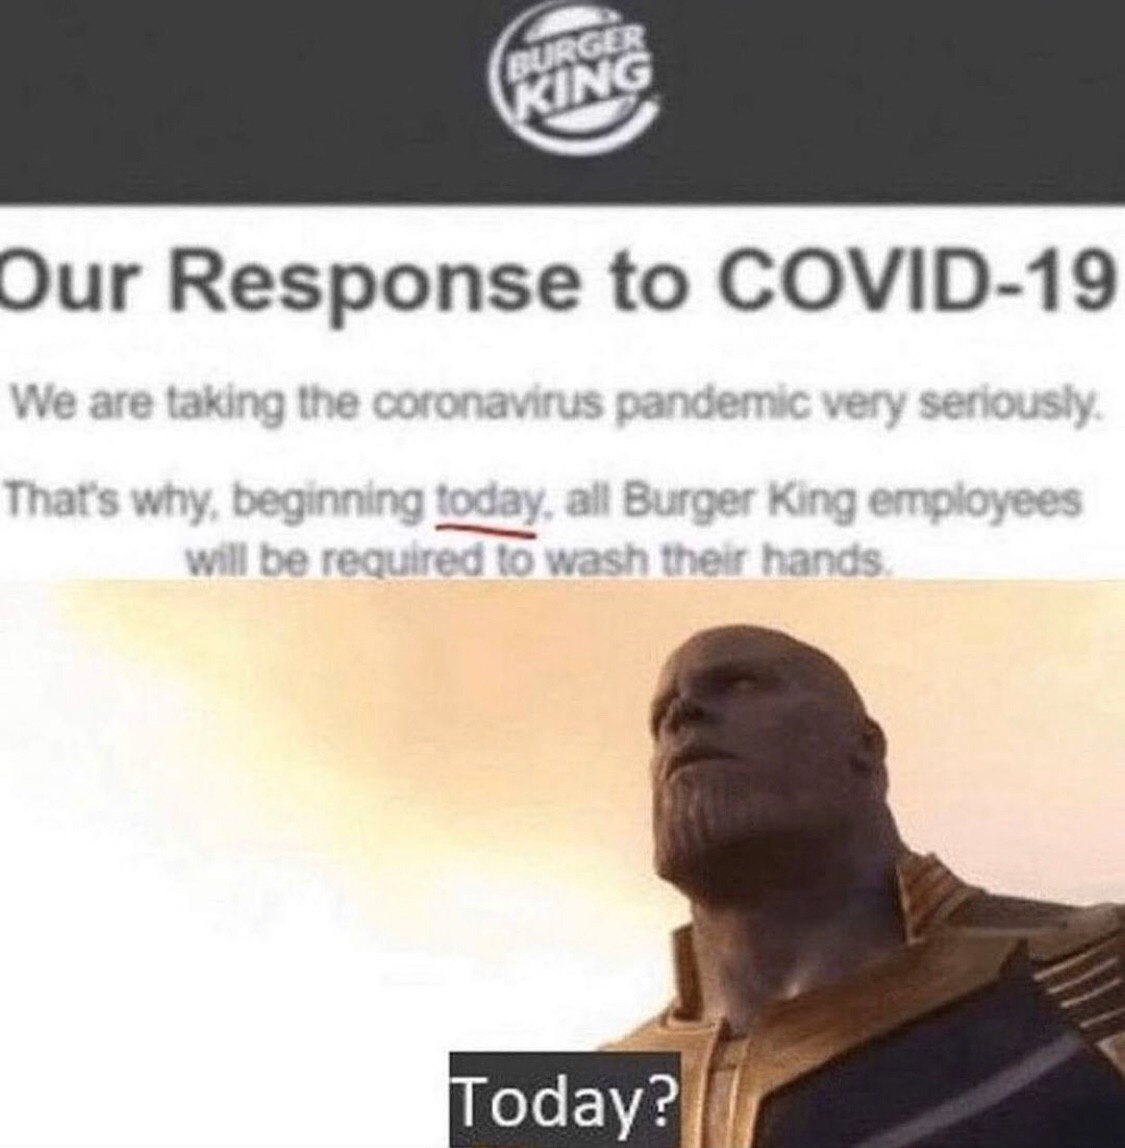 BURGER
KING
Our Response to COVID-19
We are taking the coronavirus pandemic very seriously.
That's why, beginning today, all Burger King employees
will be required to wash their hands.
Today?